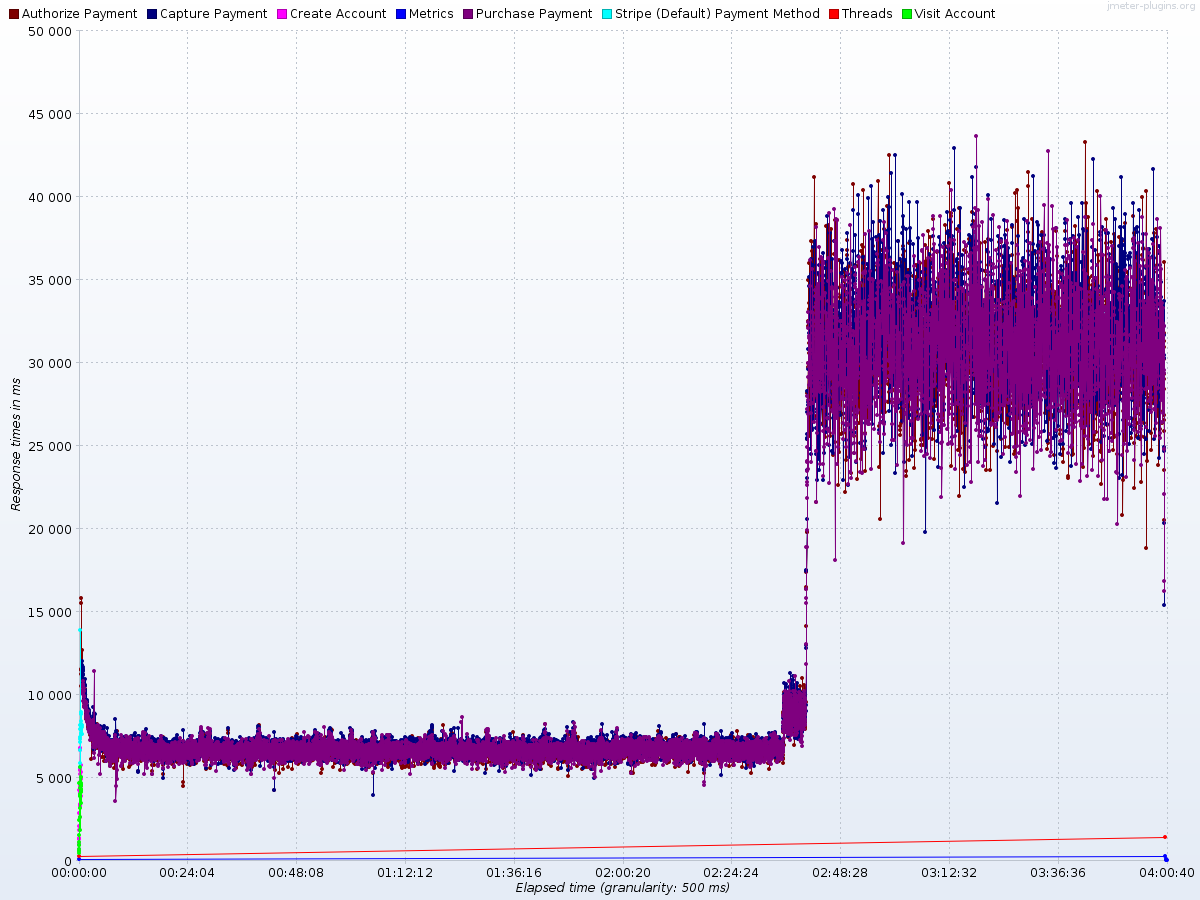 Authorize Payment Capture Payment Create Account Metrics Purchase Payment Stripe (Default) Payment Method Threads Visit Account
jmeter-plugins.org
50 000
45 000
40 000
35 000
30 000
25 000
20 000
15 000
10 000
5 000
0
Response times in ms
00:00:00 00:24:04 00:48:08 01:12:12 01:36:16 02:00:20 02:24:24 02:48:28 03:12:32 03:36:36 04:00:40
Elapsed time (granularity: 500 ms)